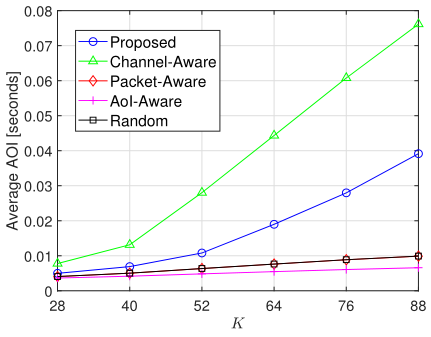 0.08
0.07
0.06
0.05
0.04
0.03
0.02
0.01
0
Average AOI [seconds]
Proposed
Channel-Aware
Packet-Aware
AoI-Aware
Random
28 40 52 64 76 88
K